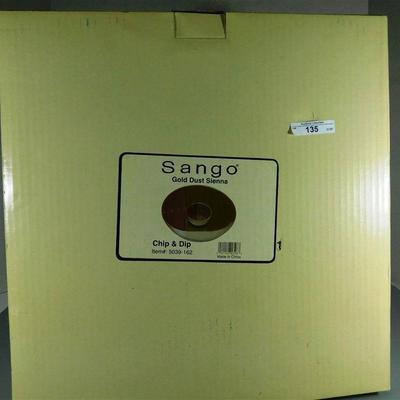 135
Sango®
Gold Dust Sienna
Chip & Dip
Item#: 5039-162
Made in China
1